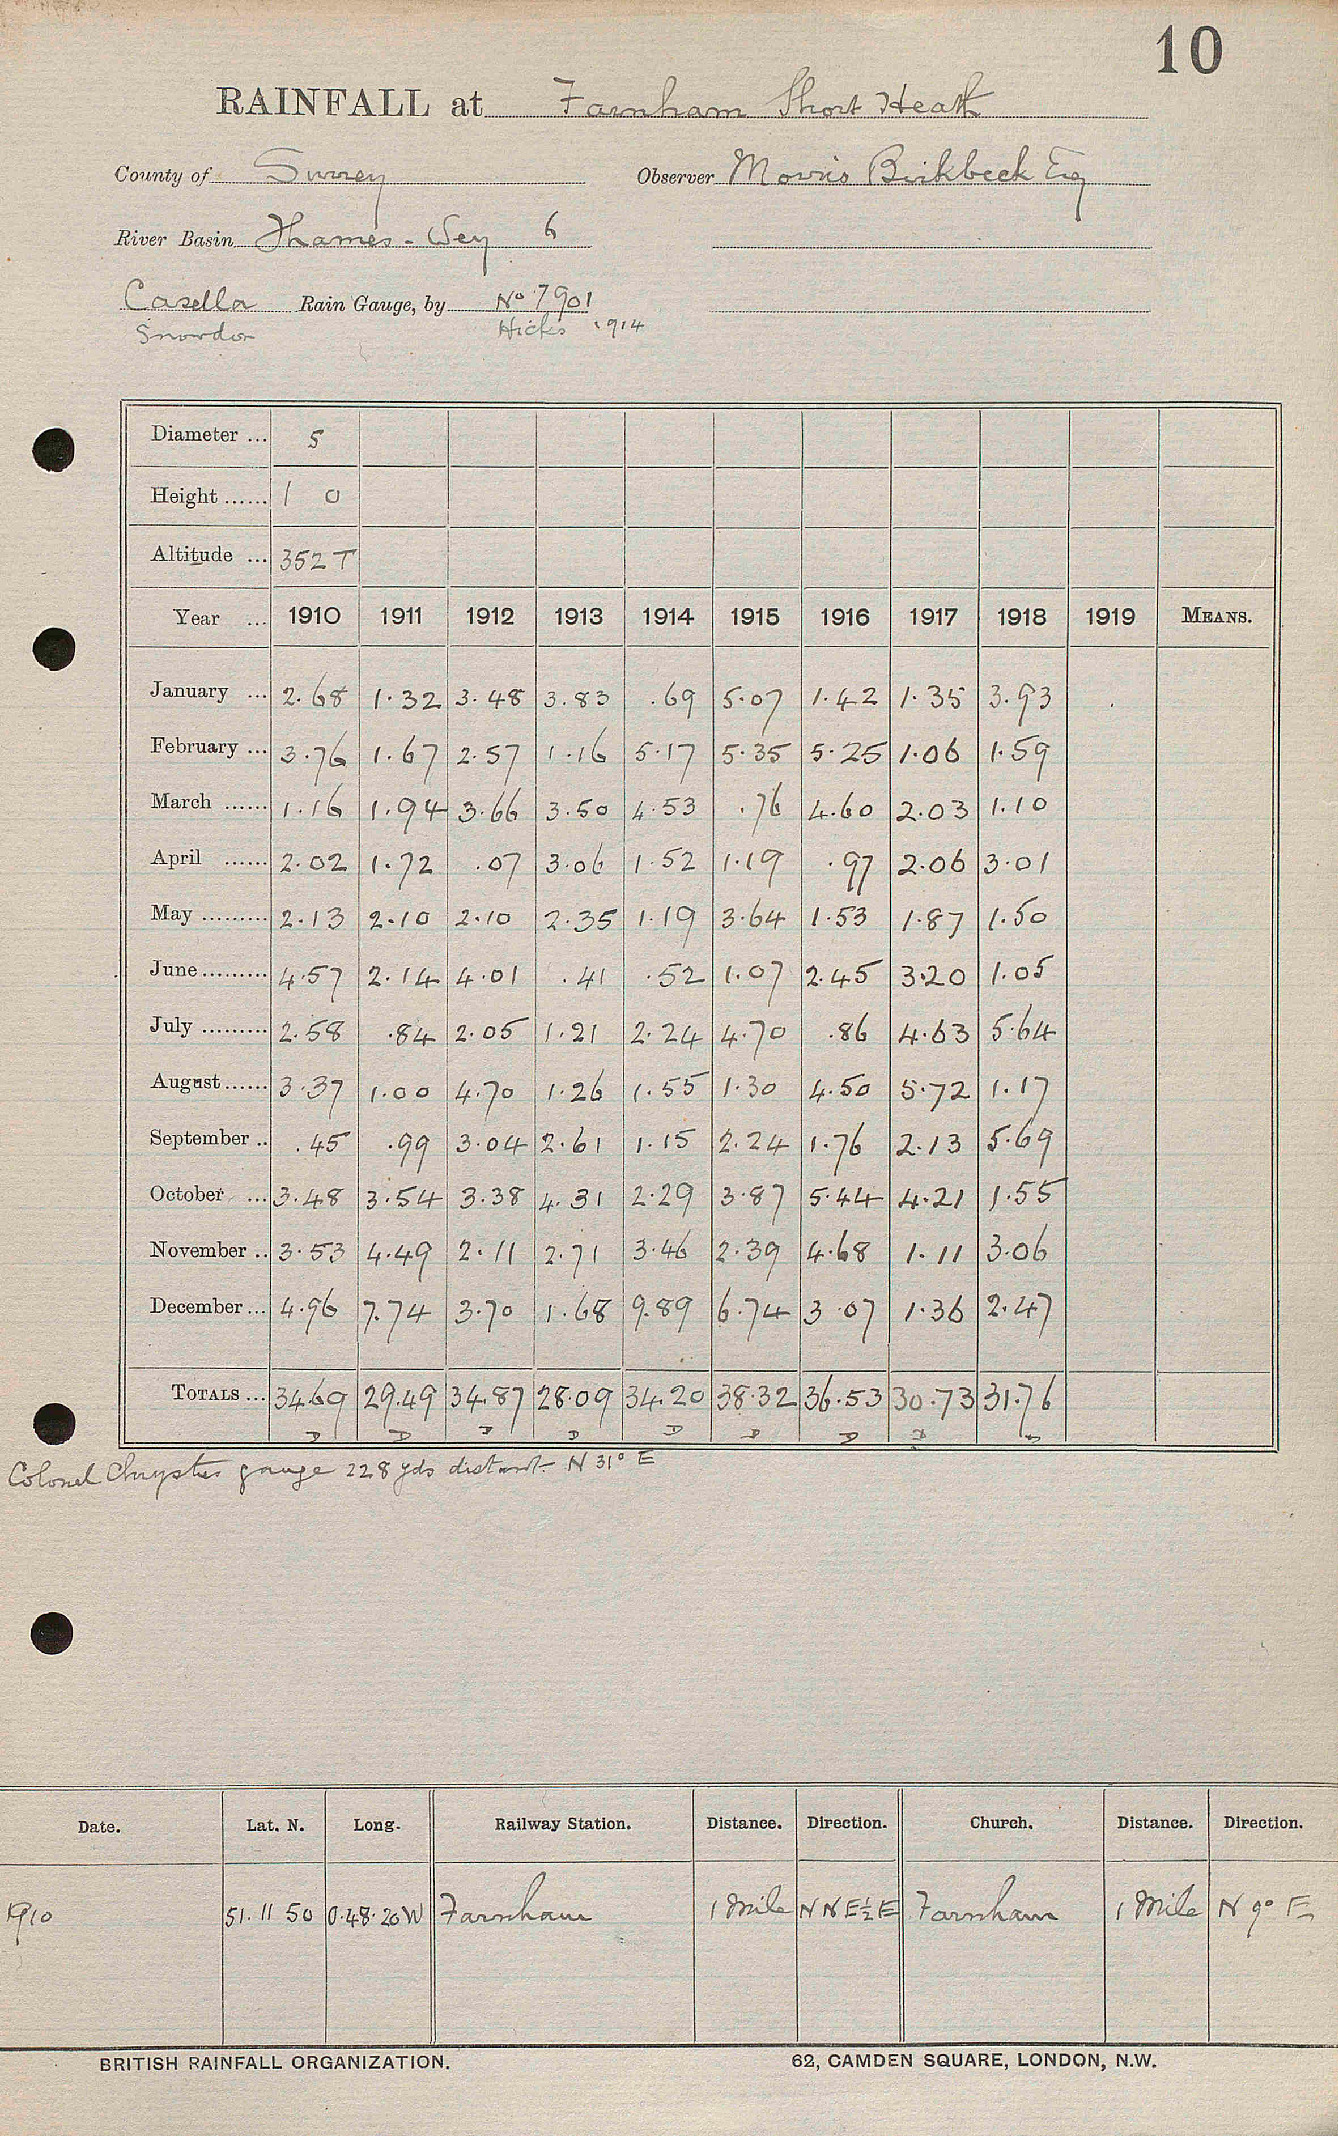 10
RAINFALL at Farnham Short Heath
County of Surrey Observer Morris Birkbeck Esq
River Basin Thames - Wey 6
Casella Rain Gauge, by No 7901
Snowdon Hicks 1914
Diameter ... 5
Height ...... 1 0
Altitude ... 352 T
Year ... 1910 1911 1912 1913 1914 1915 1916 1917 1918 1919 MEANS.
January ... 2.68 1.32 3.48 3.83 .69 5.07 1.42 1.35 3.93
February ... 3.76 1.67 2.57 1.16 5.17 5.35 5.25 1.06 1.59
March ...... 1.16 1.94 3.66 3.50 4.53 .76 4.60 2.03 1.10
April ...... 2.02 1.72 .07 3.06 1.52 1.19 .97 2.06 3.01
May ......... 2.13 2.10 2.10 2.35 1.19 3.64 1.53 1.87 1.50
June ......... 4.57 2.14 4.01 .41 .52 1.07 2.45 3.20 1.05
July ......... 2.58 .84 2.05 1.21 2.24 4.70 .86 4.63 5.64
August ...... 3.37 1.00 4.70 1.26 1.55 1.30 4.50 5.72 1.17
September .. .45 .99 3.04 2.61 1.15 2.24 1.76 2.13 5.69
October ... 3.48 3.54 3.38 4.31 2.29 3.87 5.44 4.21 1.55
November .. 3.53 4.49 2.11 2.71 3.46 2.39 4.68 1.11 3.06
December ... 4.96 7.74 3.70 1.68 9.89 6.74 3.07 1.36 2.47
TOTALS ... 34.69 29.49 34.87 28.09 34.20 38.32 36.53 30.73 31.76
D D D D D D D D D
Colonel gauge 228 yds distant N 31° E
Date. Lat. N. Long. Railway Station. Distance. Direction. Church. Distance. Direction.
1910 51. 11 50 0.48.20W Farnham 1 Mile N N E ½ E Farnham 1 Mile N 9° E
BRITISH RAINFALL ORGANIZATION. 62, CAMDEN SQUARE, LONDON, N.W.